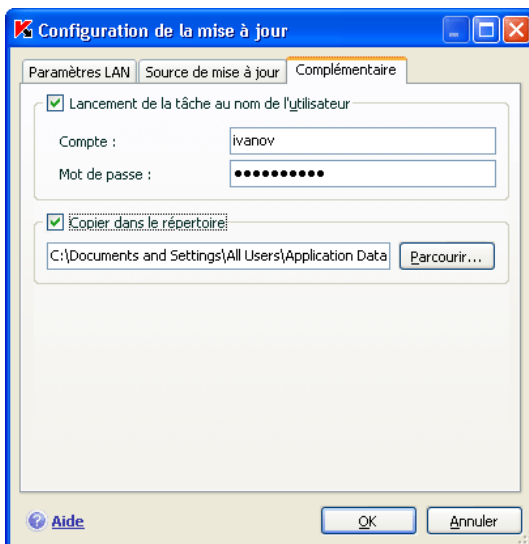 Configuration de la mise à jour
Paramètres LAN Source de mise à jour Complémentaire
Lancement de la tâche au nom de l'utilisateur
Compte : ivanov
Mot de passe : ●●●●●●●●●●
Copier dans le répertoire
C:\Documents and Settings\All Users\Application Data Parcourir...
Aide OK Annuler